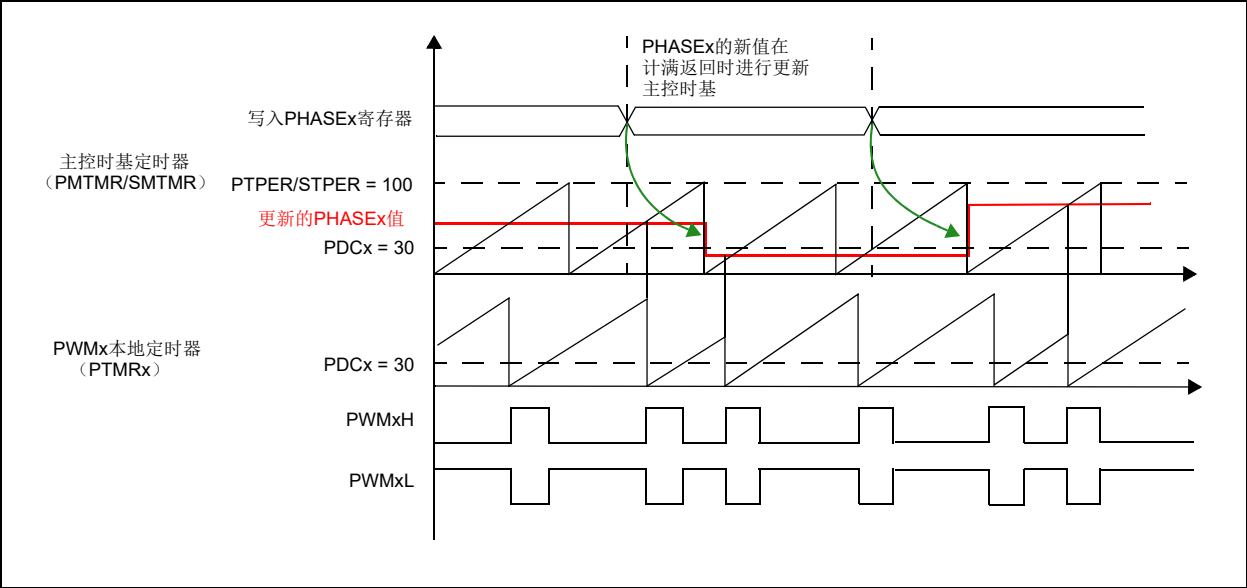 PHASEx的新值在
计满返回时进行更新
主控时基
写入PHASEx寄存器
主控时基定时器
（PMTMR/SMTMR）
PTPER/STPER = 100
更新的PHASEx值
PDCx = 30
PWMx本地定时器
（PTMRx）
PDCx = 30
PWMxH
PWMxL